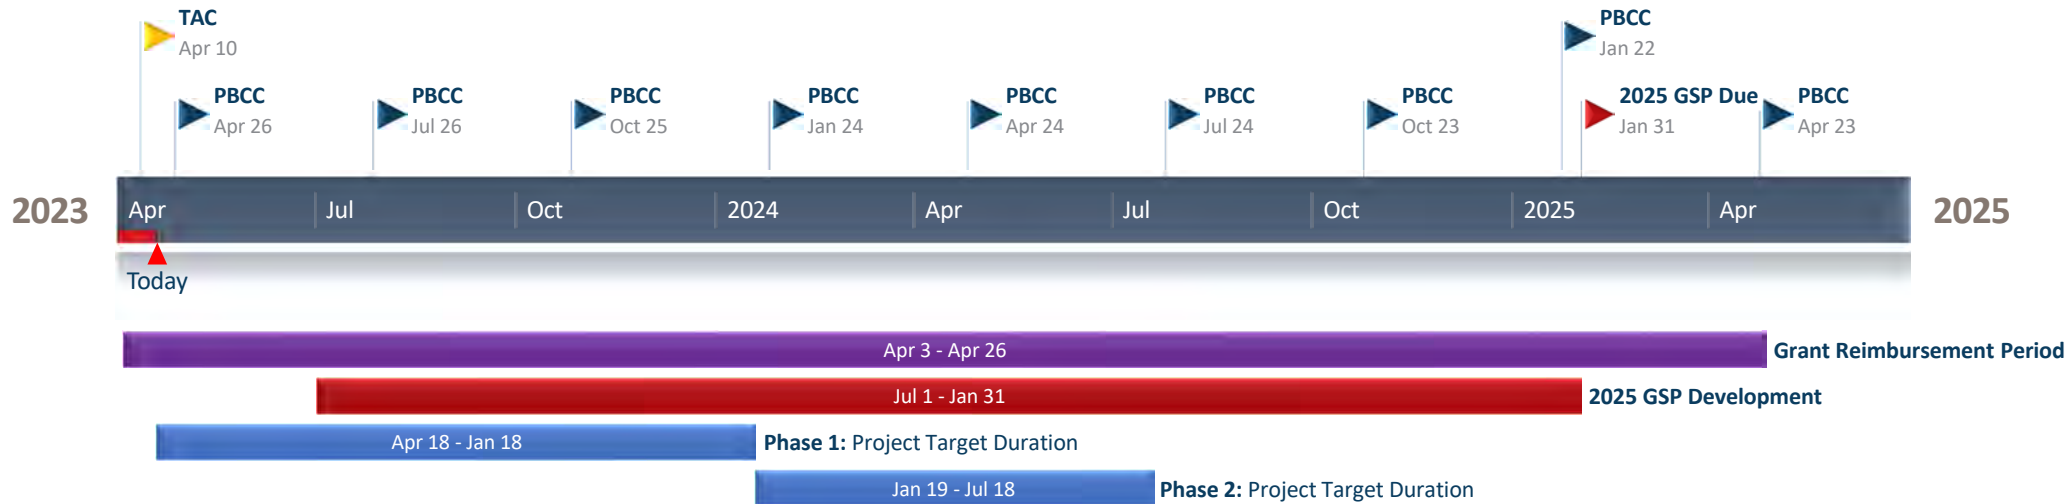 TAC
Apr 10
PBCC
Jan 22
PBCC
Apr 26
PBCC
Jul 26
PBCC
Oct 25
PBCC
Jan 24
PBCC
Apr 24
PBCC
Jul 24
PBCC
Oct 23
2025 GSP Due
Jan 31
PBCC
Apr 23
2023 Apr Jul Oct 2024 Apr Jul Oct 2025 Apr 2025
Today
Apr 3 - Apr 26 Grant Reimbursement Period
Jul 1 - Jan 31 2025 GSP Development
Apr 18 - Jan 18 Phase 1: Project Target Duration
Jan 19 - Jul 18 Phase 2: Project Target Duration